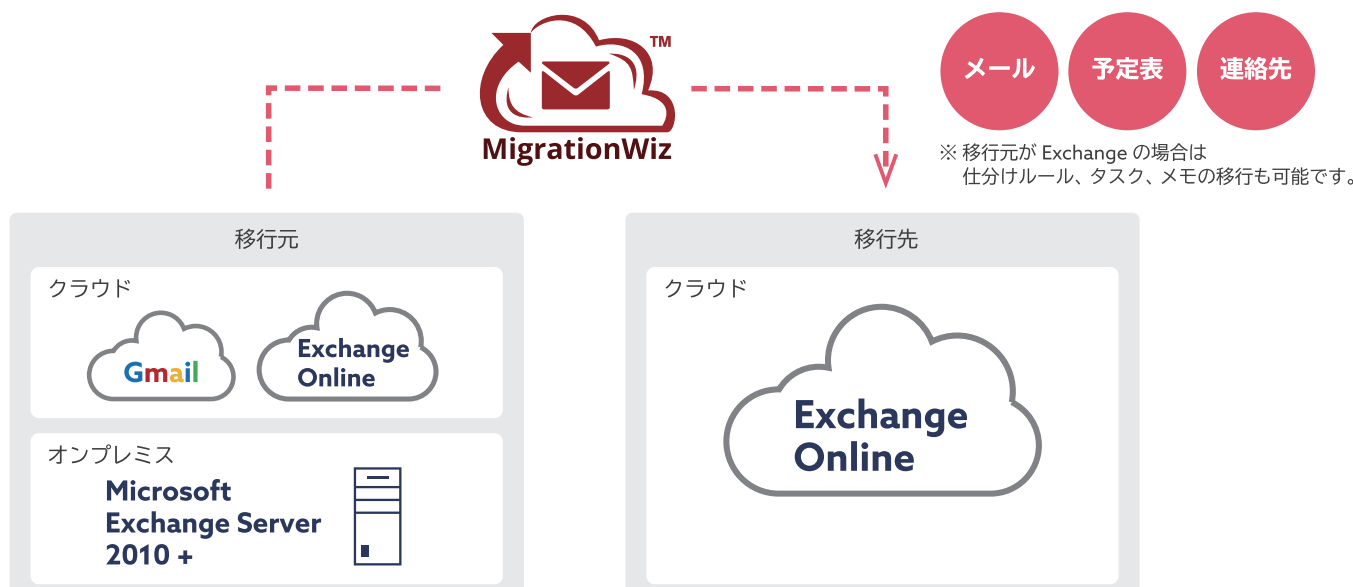 TM
MigrationWiz
メール
予定表
連絡先
※ 移行元が Exchange の場合は
仕分けルール、タスク、メモの移行も可能です。
移行元
クラウド
Gmail
Exchange
Online
オンプレミス
Microsoft
Exchange Server
2010 +
移行先
クラウド
Exchange
Online